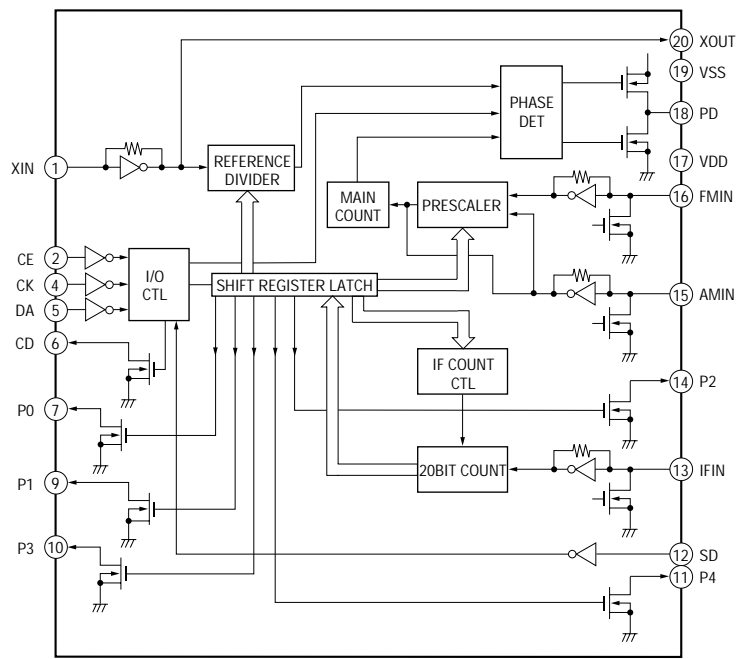 20 XOUT
19 VSS
PHASE
DET
18 PD
17 VDD
XIN 1
REFERENCE
DIVIDER
MAIN
COUNT
PRESCALER
16 FMIN
CE 2
CK 4
DA 5
I/O
CTL
SHIFT REGISTER LATCH
15 AMIN
CD 6
IF COUNT
CTL
14 P2
P0 7
20BIT COUNT
13 IFIN
P1 9
P3 10
12 SD
11 P4